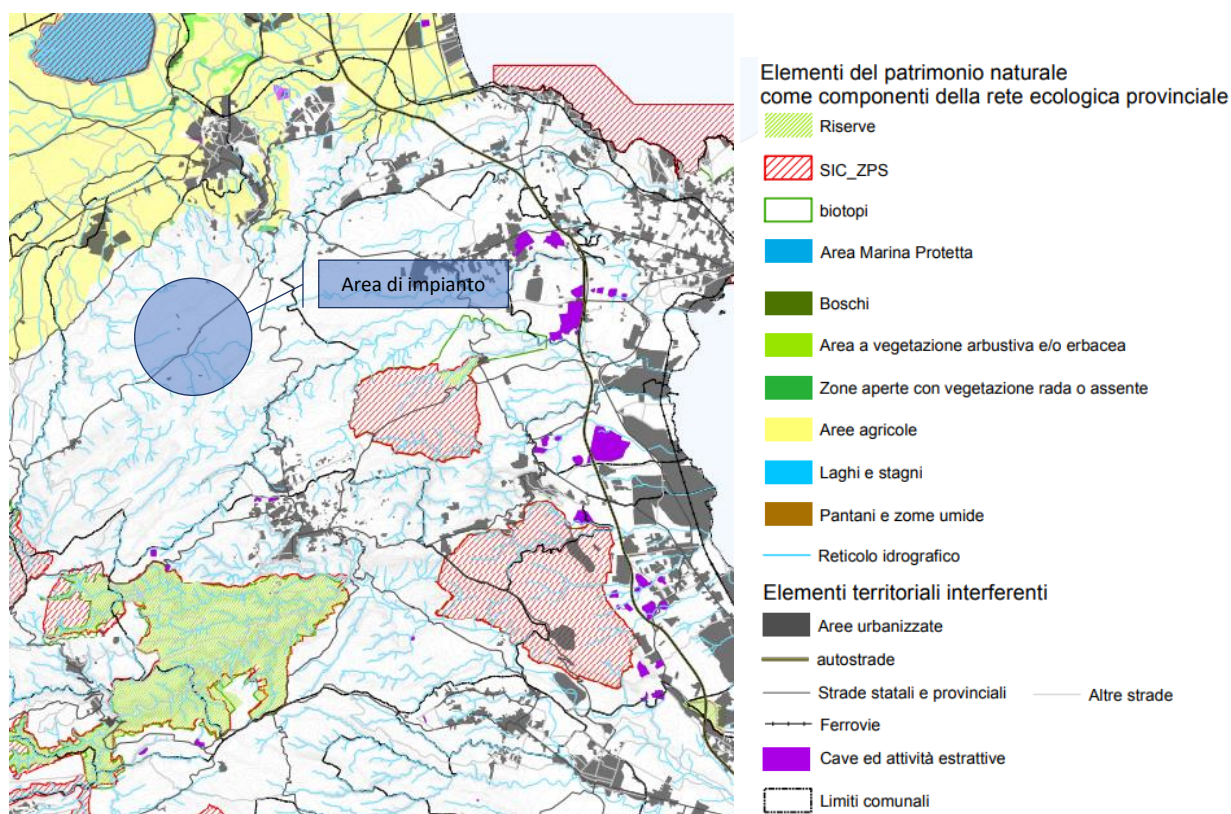 Area di impianto
Elementi del patrimonio naturale
come componenti della rete ecologica provinciale
Riserve
SIC_ZPS
biotopi
Area Marina Protetta
Boschi
Area a vegetazione arbustiva e/o erbacea
Zone aperte con vegetazione rada o assente
Aree agricole
Laghi e stagni
Pantani e zome umide
Reticolo idrografico
Elementi territoriali interferenti
Aree urbanizzate
autostrade
Strade statali e provinciali Altre strade
Ferrovie
Cave ed attività estrattive
Limiti comunali